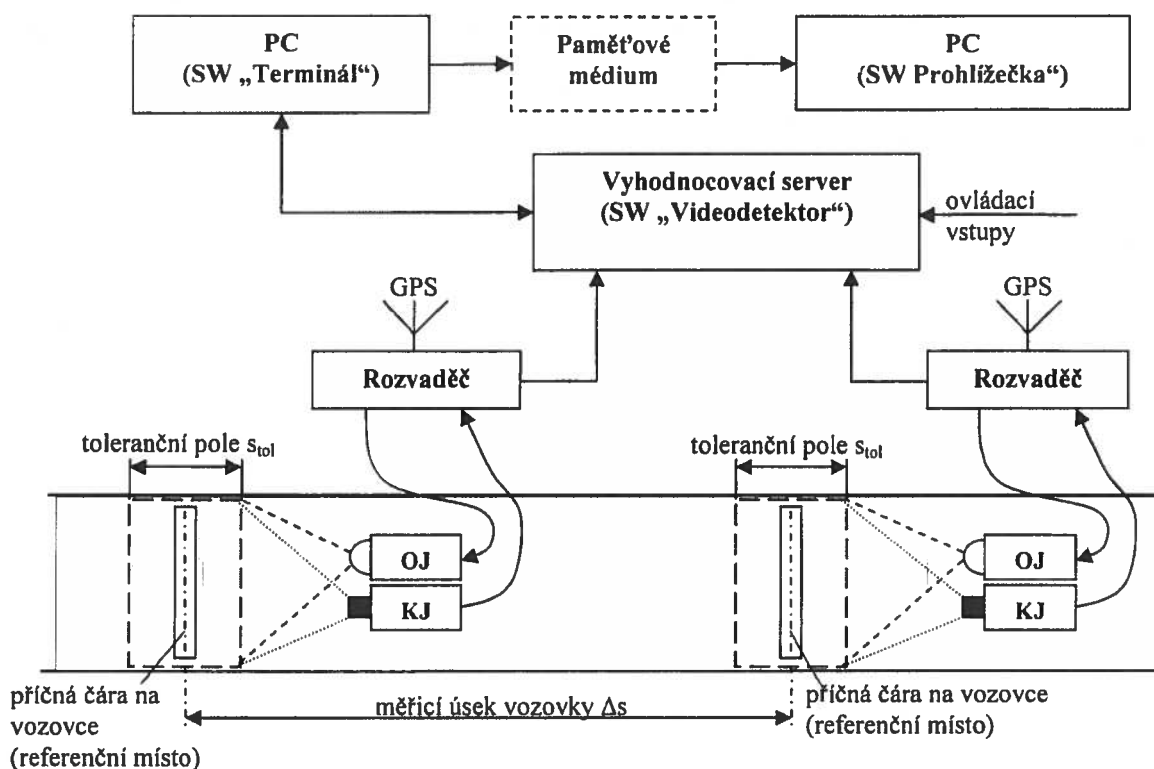 PC
(SW „Terminál“)
Paměťové
médium
PC
(SW Prohlížečka“)
Vyhodnocovací server
(SW „Videodetektor“)
ovládací
vstupy
GPS
GPS
Rozvaděč
Rozvaděč
toleranční pole stol
toleranční pole stol
OJ
KJ
OJ
KJ
příčná čára na
vozovce
(referenční místo)
měřicí úsek vozovky Δs
příčná čára na vozovce
(referenční místo)